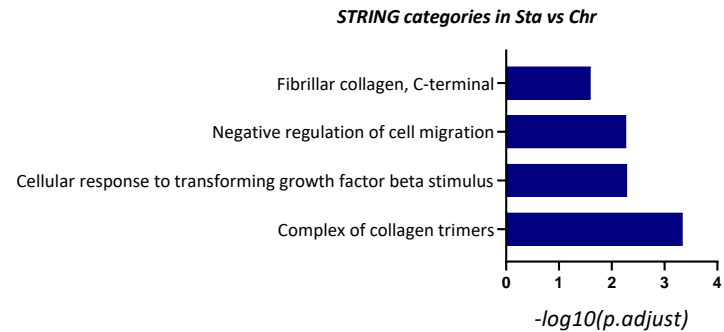 STRING categories in Sta vs Chr
Fibrillar collagen, C-terminal
Negative regulation of cell migration
Cellular response to transforming growth factor beta stimulus
Complex of collagen trimers
0 1 2 3 4
-log10(p.adjust)